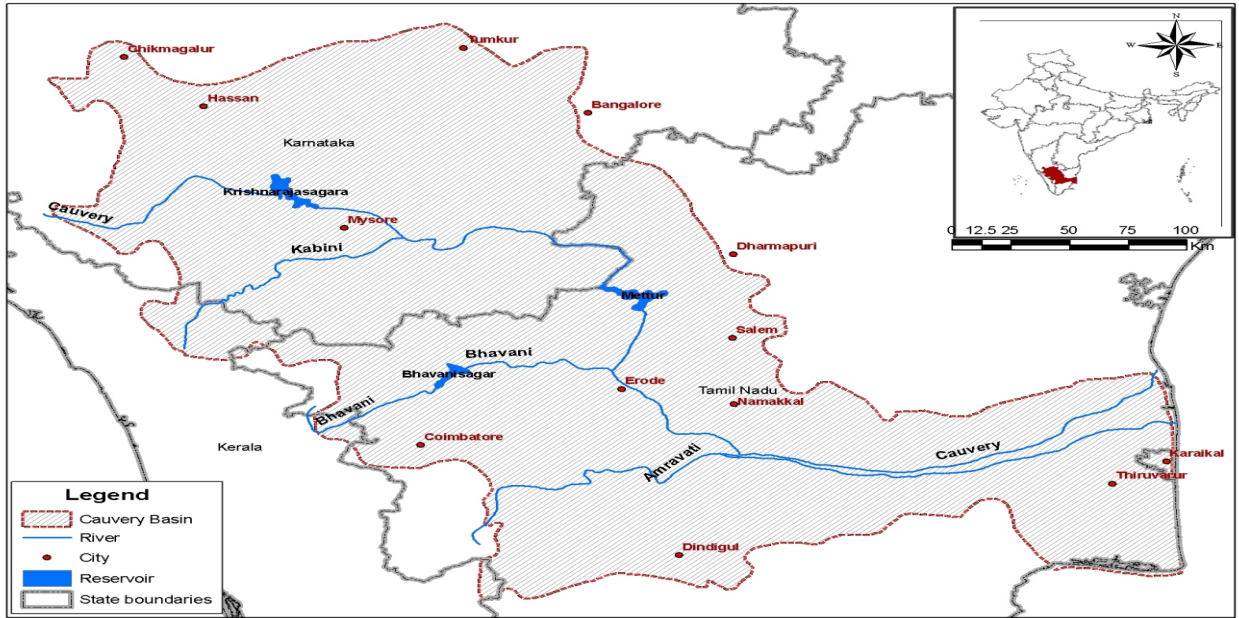 Chikmagalur
Tumkur
Hassan
Bangalore
Karnataka
Krishnarajasagara
Cauvery
Mysore
Kabini
Dharmapuri
Mettur
Salem
Bhavani
Bhavanisagar
Erode
Tamil Nadu
Namakkal
Bhavani
Coimbatore
Kerala
Amravati
Cauvery
Karaikal
Thiruvarur
Dindigul
N
W
E
S
0 12.5 25 50 75 100
Km
Legend
Cauvery Basin
River
City
Reservoir
State boundaries